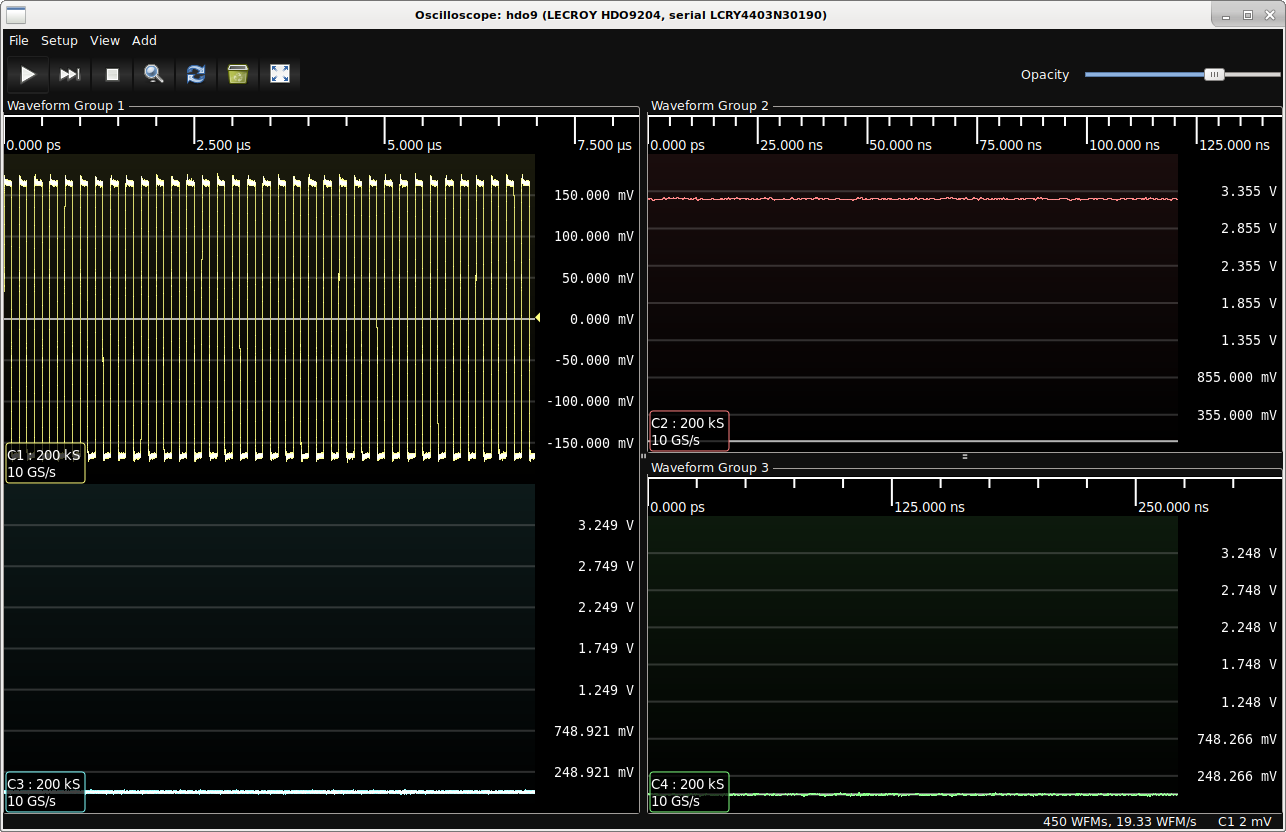 Oscilloscope: hdo9 (LECROY HDO9204, serial LCRY4403N30190)
File Setup View Add
Opacity
Waveform Group 1
0.000 ps 2.500 µs 5.000 µs 7.500 µs
150.000 mV
100.000 mV
50.000 mV
0.000 mV
-50.000 mV
-100.000 mV
-150.000 mV
C1 : 200 kS
10 GS/s
3.249 V
2.749 V
2.249 V
1.749 V
1.249 V
748.921 mV
248.921 mV
C3 : 200 kS
10 GS/s
Waveform Group 2
0.000 ps 25.000 ns 50.000 ns 75.000 ns 100.000 ns 125.000 ns
3.355 V
2.855 V
2.355 V
1.855 V
1.355 V
855.000 mV
355.000 mV
C2 : 200 kS
10 GS/s
Waveform Group 3
0.000 ps 125.000 ns 250.000 ns
3.248 V
2.748 V
2.248 V
1.748 V
1.248 V
748.266 mV
248.266 mV
C4 : 200 kS
10 GS/s
450 WFMs, 19.33 WFM/s C1 2 mV